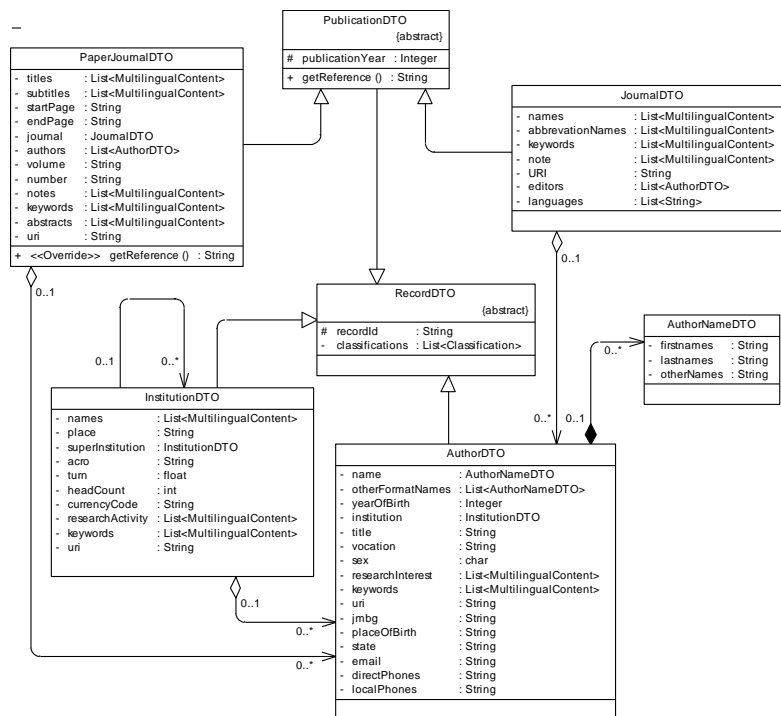 PublicationDTO
{abstract}
# publicationYear : Integer
+ getReference () : String
PaperJournalDTO
- titles : List<MultilingualContent>
- subtitles : List<MultilingualContent>
- startPage : String
- endPage : String
- journal : JournalDTO
- authors : List<AuthorDTO>
- volume : String
- number : String
- notes : List<MultilingualContent>
- keywords : List<MultilingualContent>
- abstracts : List<MultilingualContent>
- uri : String
+ <<Override>> getReference () : String
JournalDTO
- names : List<MultilingualContent>
- abbrevationNames : List<MultilingualContent>
- keywords : List<MultilingualContent>
- note : List<MultilingualContent>
- URI : String
- editors : List<AuthorDTO>
- languages : List<String>
0..1
0..1
RecordDTO
{abstract}
# recordId : String
- classifications : List<Classification>
AuthorNameDTO
- firstnames : String
- lastnames : String
- otherNames : String
0..1
0..*
0..*
InstitutionDTO
- names : List<MultilingualContent>
- place : String
- superInstitution : InstitutionDTO
- acro : String
- turn : float
- headCount : int
- currencyCode : String
- researchActivity : List<MultilingualContent>
- keywords : List<MultilingualContent>
- uri : String
0..*
0..1
AuthorDTO
- name : AuthorNameDTO
- otherFormatNames : List<AuthorNameDTO>
- yearOfBirth : Integer
- institution : InstitutionDTO
- title : String
- vocation : String
- sex : char
- researchInterest : List<MultilingualContent>
- keywords : List<MultilingualContent>
- uri : String
- jmbg : String
- placeOfBirth : String
- state : String
- email : String
- directPhones : String
- localPhones : String
0..1
0..*
0..*